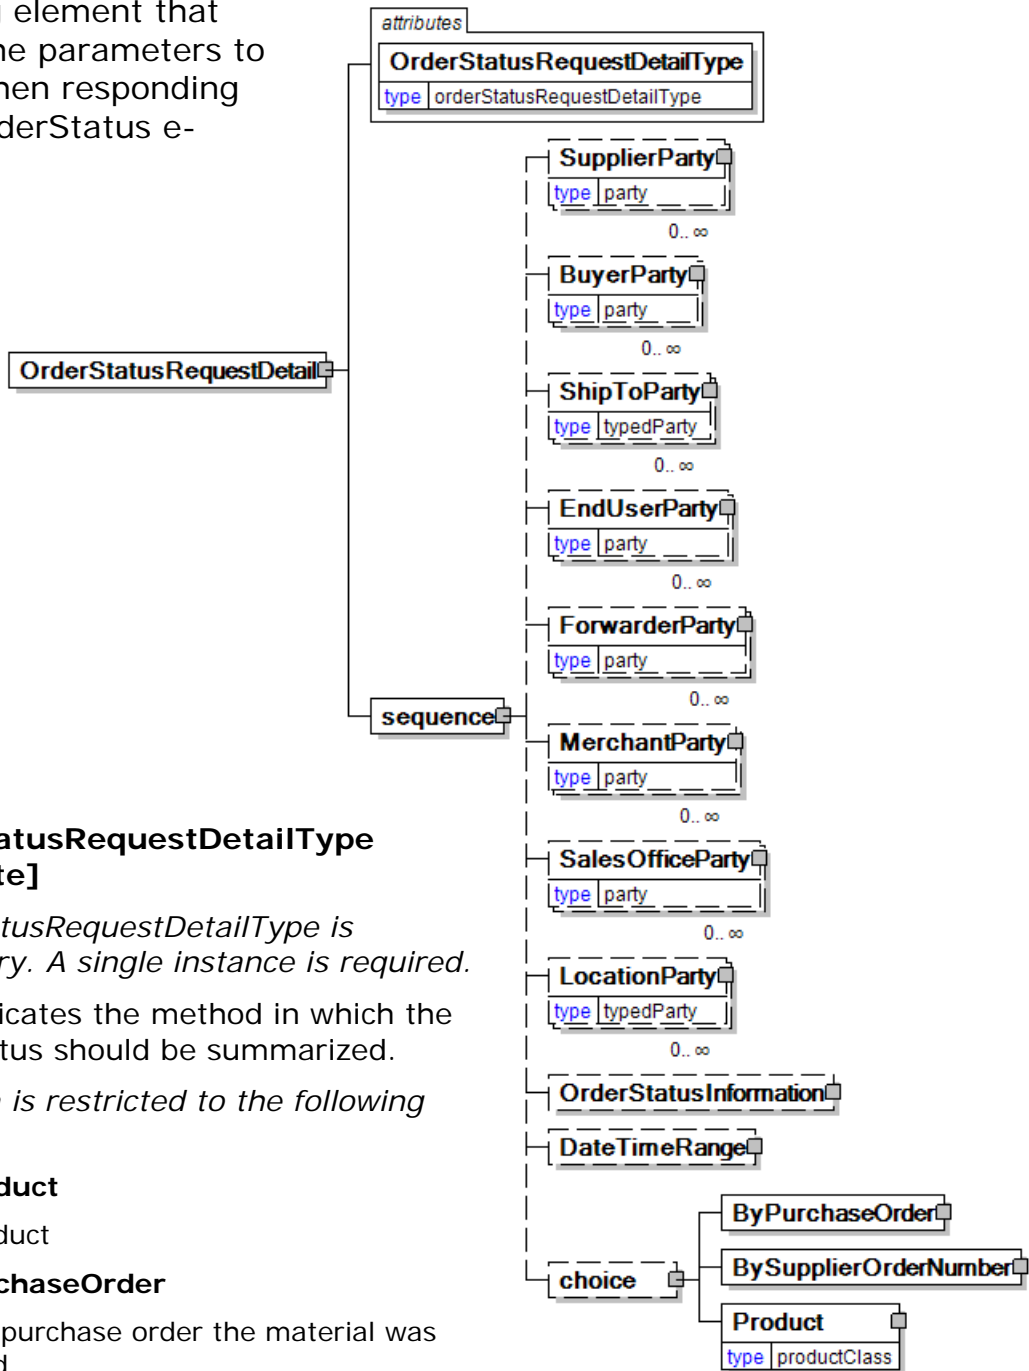 element that
ne parameters to
hen responding
derStatus e-
attributes
OrderStatusRequestDetailType
type orderStatusRequestDetailType
SupplierParty
type party
0.. ∞
BuyerParty
type party
0.. ∞
ShipToParty
type typedParty
0.. ∞
EndUserParty
type party
0.. ∞
ForwarderParty
type party
0.. ∞
MerchantParty
type party
0.. ∞
SalesOfficeParty
type party
0.. ∞
LocationParty
type typedParty
0.. ∞
OrderStatusInformation
DateTimeRange
choice
ByPurchaseOrder
BySupplierOrderNumber
Product
type productClass
OrderStatusRequestDetail
sequence
atusRequestDetailType
te]
tusRequestDetailType is
ry. A single instance is required.
icates the method in which the
tus should be summarized.
is restricted to the following
duct
duct
chaseOrder
purchase order the material was